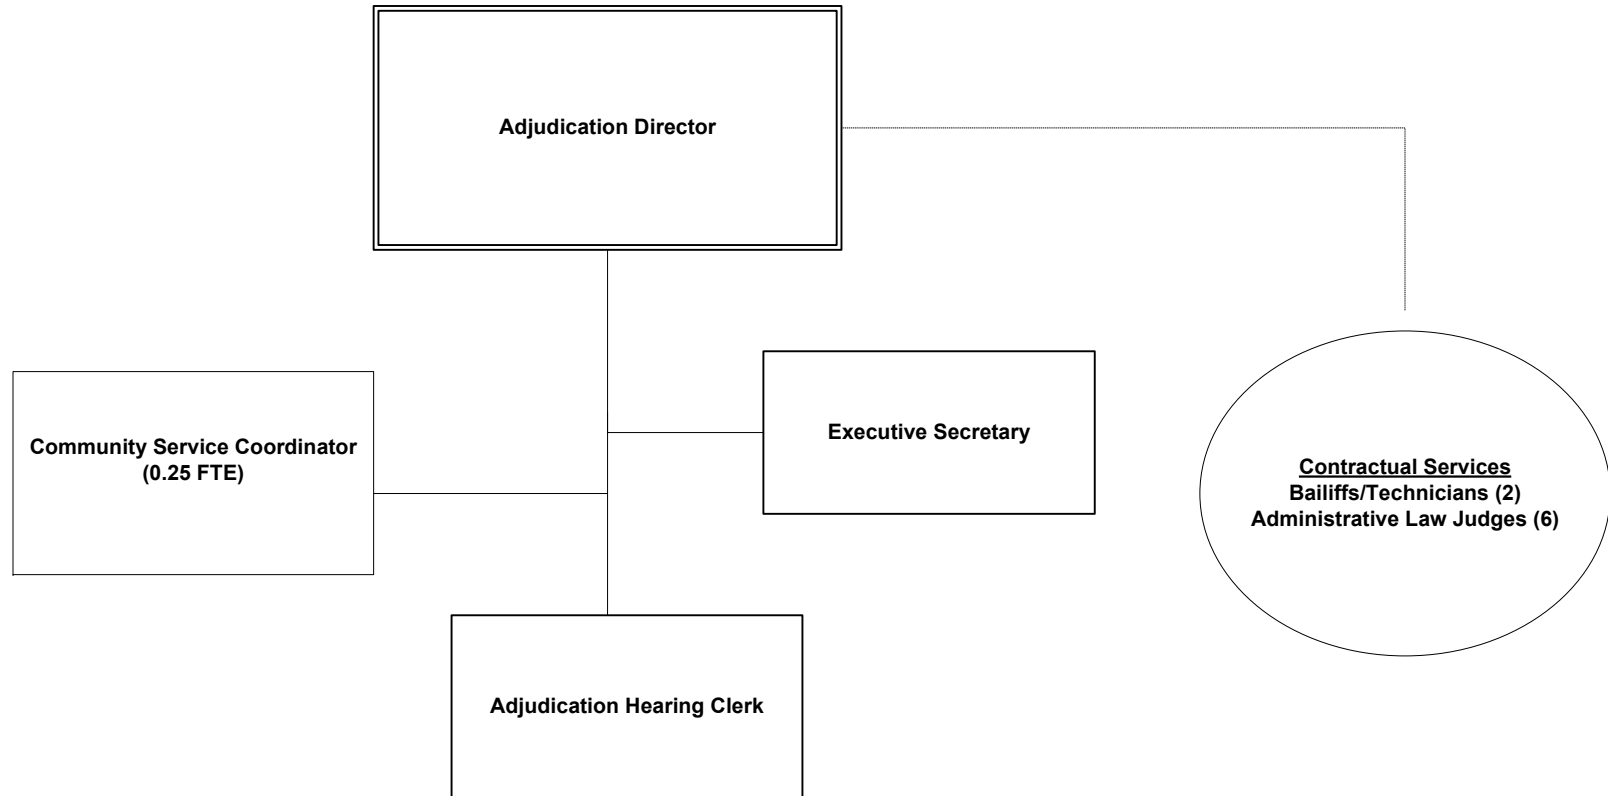 Adjudication Director
Executive Secretary
Community Service Coordinator
(0.25 FTE)
Contractual Services
Bailiffs/Technicians (2)
Administrative Law Judges (6)
Adjudication Hearing Clerk